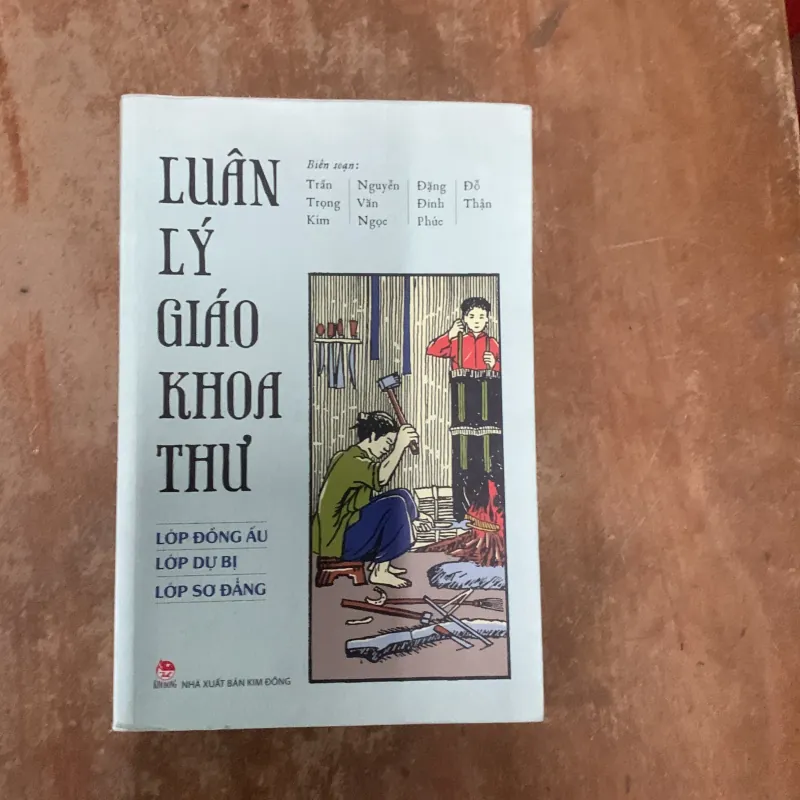 LUÂN
LÝ
GIÁO
KHOA
THƯ
LỚP ĐỒNG ẤU
LỚP DỰ BỊ
LỚP SƠ ĐẲNG
Biên soạn:
Trần Trọng Kim
Nguyễn Văn Ngọc
Đặng Đình Phúc
Đỗ Thận
NHÀ XUẤT BẢN KIM ĐỒNG